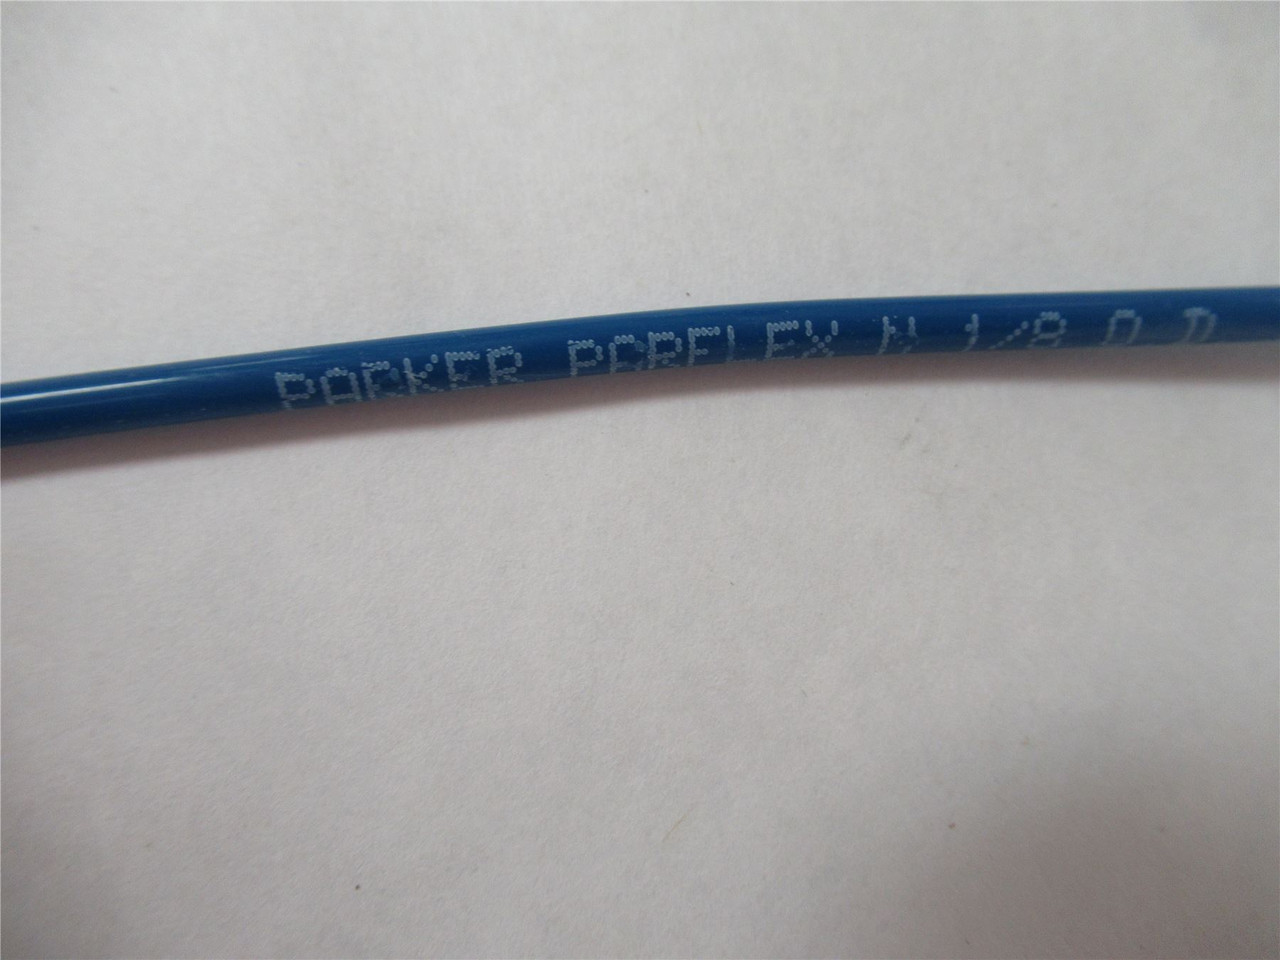 PARKER PARFLEX N 1/8 O D